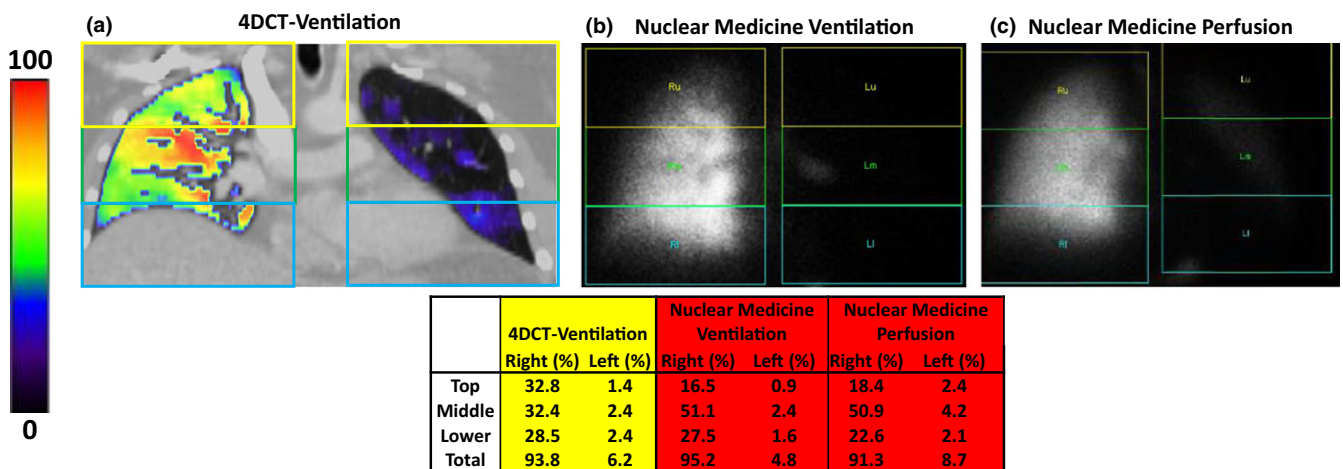 (a) 4DCT-Ventilation
(b) Nuclear Medicine Ventilation
(c) Nuclear Medicine Perfusion
100
0
Ru Lu
Lm
Rl Ll
Ru Lu
Lm
Rl Ll
4DCT-Ventilation Nuclear Medicine Ventilation Nuclear Medicine Perfusion
Right (%) Left (%) Right (%) Left (%) Right (%) Left (%)
Top 32.8 1.4 16.5 0.9 18.4 2.4
Middle 32.4 2.4 51.1 2.4 50.9 4.2
Lower 28.5 2.4 27.5 1.6 22.6 2.1
Total 93.8 6.2 95.2 4.8 91.3 8.7